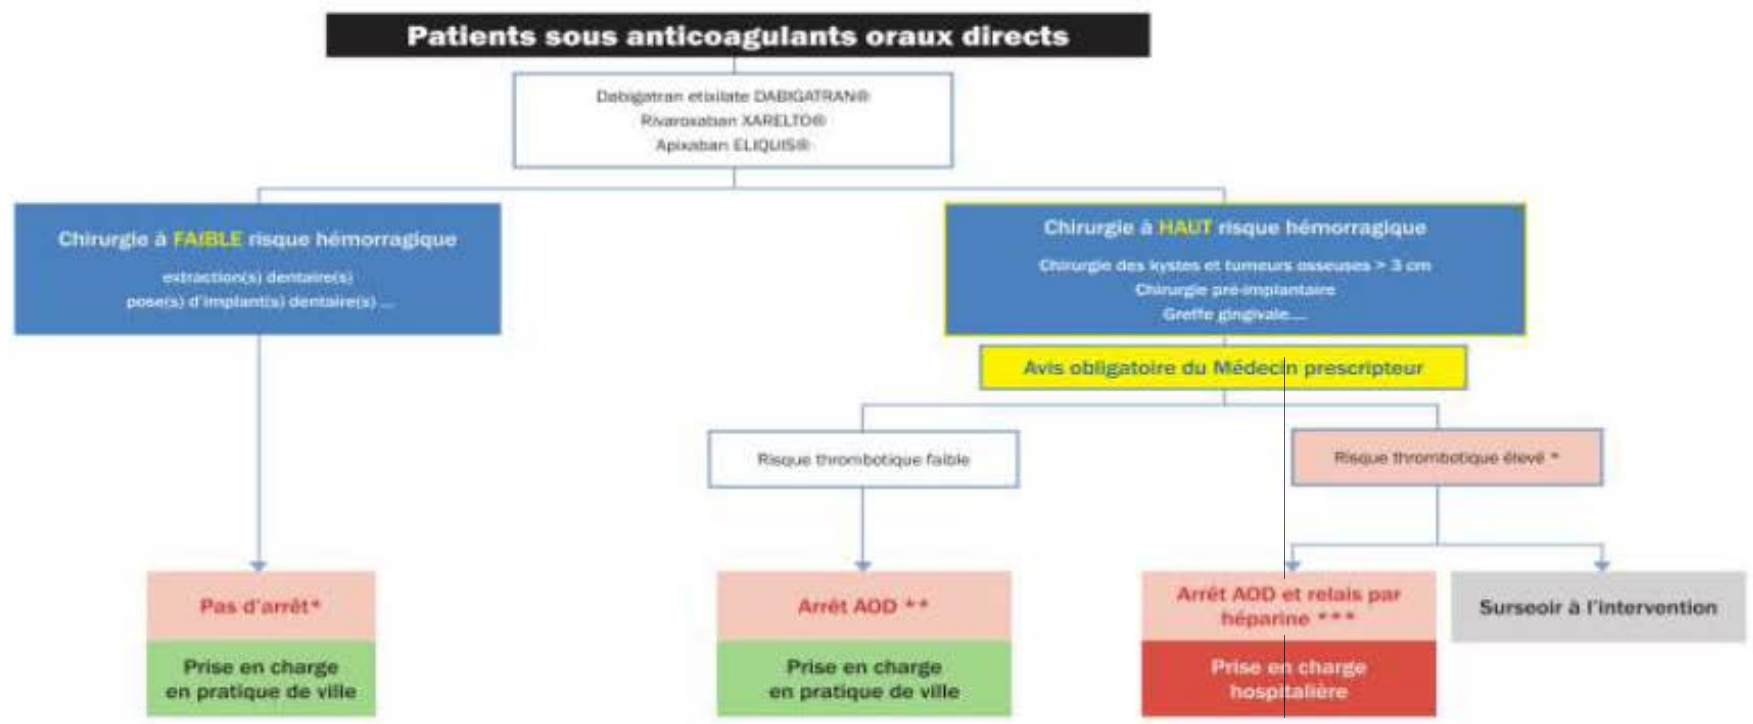 Patients sous anticoagulants oraux directs
Dabigatran etixilate DABIGATRAN®
Rivaroxaban XARELTO®
Apixaban ELIQUIS®
Chirurgie à FAIBLE risque hémorragique
extraction(s) dentaire(s)
pose(s) d'implant(s) dentaire(s) ...
Chirurgie à HAUT risque hémorragique
Chirurgie des kystes et tumeurs osseuses > 3 cm
Chirurgie pré-implantaire
Greffe gingivale....
Avis obligatoire du Médecin prescripteur
Risque thrombotique faible
Risque thrombotique élevé *
Pas d'arrêt*
Prise en charge
en pratique de ville
Arrêt AOD **
Prise en charge
en pratique de ville
Arrêt AOD et relais par
héparine ***
Prise en charge
hospitalière
Surseoir à l'intervention